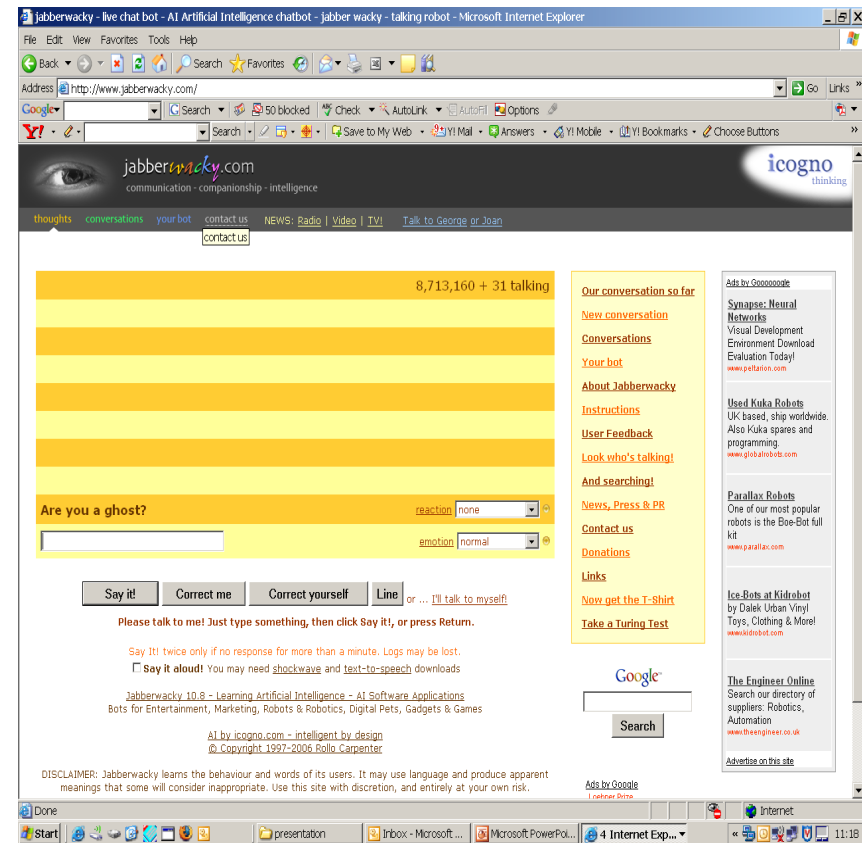 jabberwacky - live chat bot - AI Artificial Intelligence chatbot - jabber wacky - talking robot - Microsoft Internet Explorer
File Edit View Favorites Tools Help
Back Search Favorites
Address http://www.jabberwacky.com/ Go Links »
Google Search 50 blocked Check AutoLink AutoFill Options
Y! Search Save to My Web Y! Mail Answers Y! Mobile Y! Bookmarks Choose Buttons »
jabberwacky.com
communication - companionship - intelligence
icogno
thinking
thoughts conversations your bot contact us NEWS: Radio | Video | TV! Talk to George or Joan
contact us
8,713,160 + 31 talking
Are you a ghost?
reaction none
emotion normal
Say it! Correct me Correct yourself Line or ... I'll talk to myself!
Please talk to me! Just type something, then click Say it!, or press Return.
Say It! twice only if no response for more than a minute. Logs may be lost.
Say it aloud! You may need shockwave and text-to-speech downloads
Jabberwacky 10.8 - Learning Artificial Intelligence - AI Software Applications
Bots for Entertainment, Marketing, Robots & Robotics, Digital Pets, Gadgets & Games
AI by icogno.com - intelligent by design
© Copyright 1997-2006 Rollo Carpenter
DISCLAIMER: Jabberwacky learns the behaviour and words of its users. It may use language and produce apparent
meanings that some will consider inappropriate. Use this site with discretion, and entirely at your own risk.
Our conversation so far
New conversation
Conversations
Your bot
About Jabberwacky
Instructions
User Feedback
Look who's talking!
And searching!
News, Press & PR
Contact us
Donations
Links
Now get the T-Shirt
Take a Turing Test
Google
Search
Ads by Google
Loebner Prize
Ads by Goooooogle
Synapse: Neural
Networks
Visual Development
Environment Download
Evaluation Today!
www.peltarion.com
Used Kuka Robots
UK based, ship worldwide.
Also Kuka spares and
programming.
www.globalrobots.com
Parallax Robots
One of our most popular
robots is the Boe-Bot full
kit
www.parallax.com
Ice-Bots at Kidrobot
by Dalek Urban Vinyl
Toys, Clothing & More!
www.kidrobot.com
The Engineer Online
Search our directory of
suppliers: Robotics,
Automation
www.theengineer.co.uk
Advertise on this site
Done Internet
Start presentation Inbox - Microsoft ... Microsoft PowerPoi... 4 Internet Exp... « 11:18